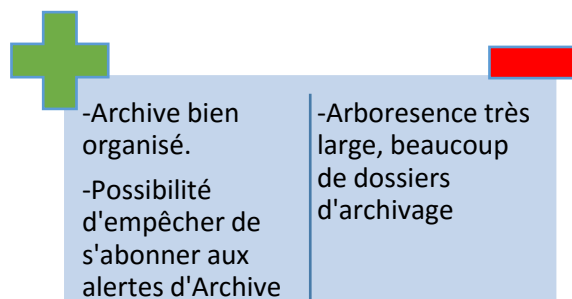 -Archive bien
organisé.
-Possibilité
d'empêcher de
s'abonner aux
alertes d'Archive
-Arboresence très
large, beaucoup
de dossiers
d'archivage